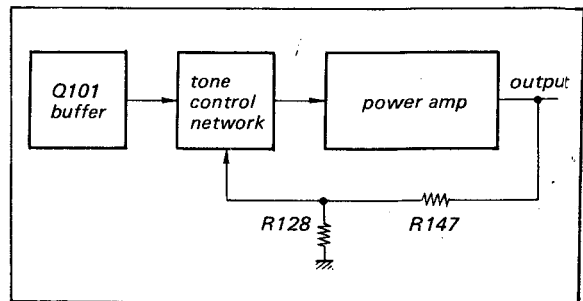 Q101
buffer
tone
control
network
power amp
output
R128
R147